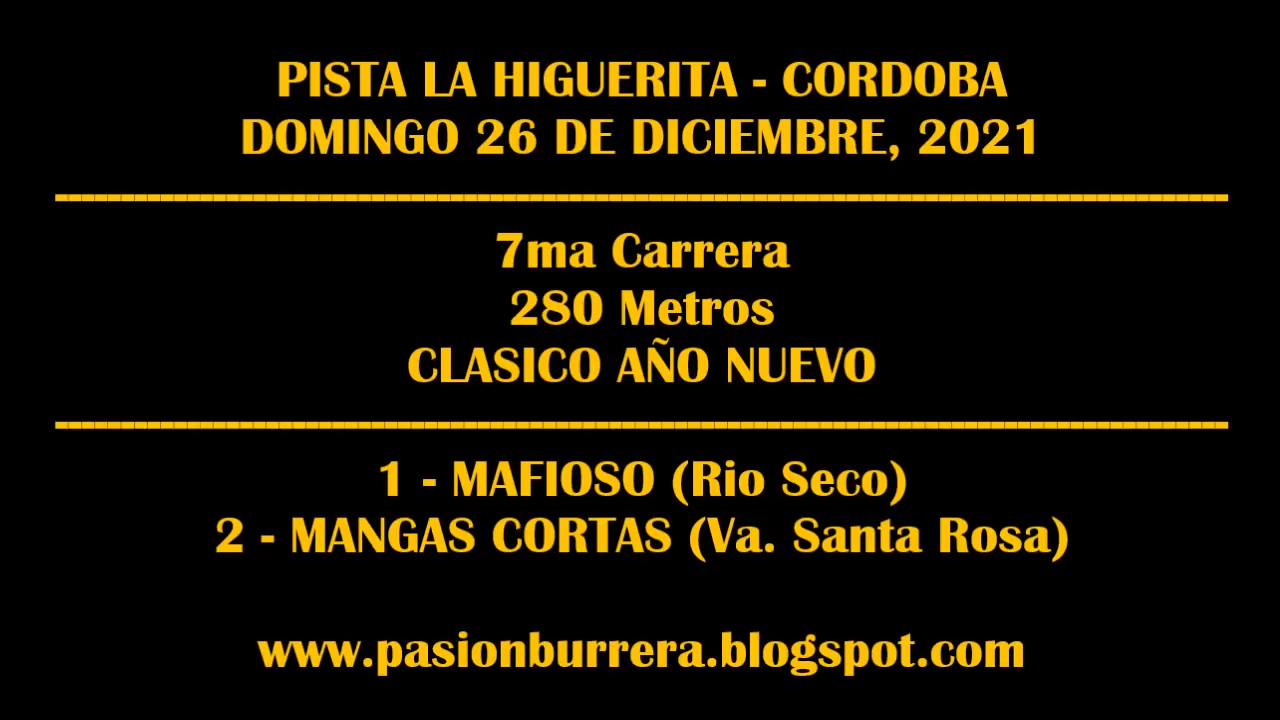 PISTA LA HIGUERITA - CORDOBA
DOMINGO 26 DE DICIEMBRE, 2021
7ma Carrera
280 Metros
CLASICO AÑO NUEVO
1 - MAFIOSO (Rio Seco)
2 - MANGAS CORTAS (Va. Santa Rosa)
www.pasionburrera.blogspot.com